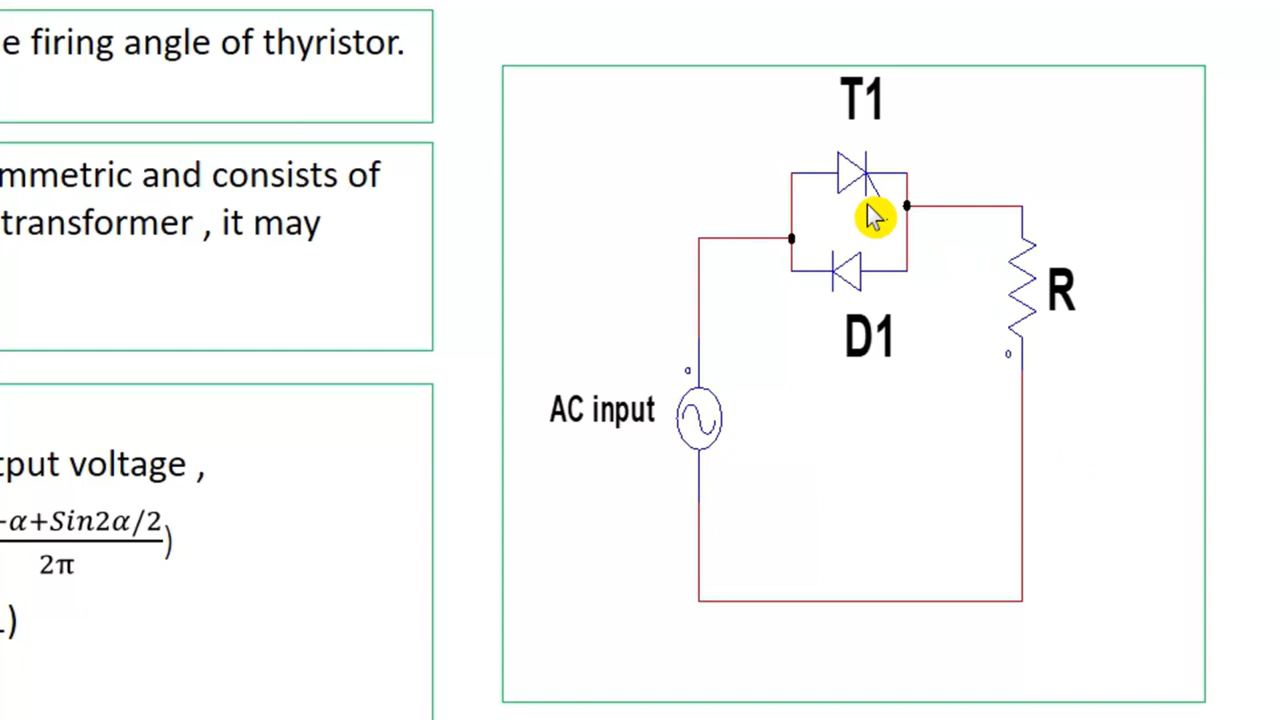 e firing angle of thyristor.
mmetric and consists of
transformer , it may
tput voltage ,
-α+Sin2α/2
2π
)
)
T1
D1
R
AC input